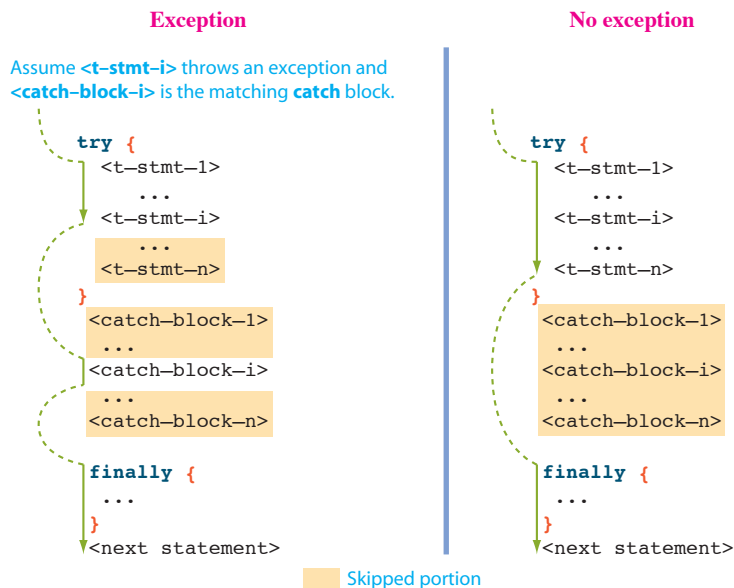 Exception
Assume <t–stmt–i> throws an exception and
<catch–block–i> is the matching catch block.
try {
<t–stmt–1>
...
<t–stmt–i>
...
<t–stmt–n>
}
<catch–block–1>
...
<catch–block–i>
...
<catch–block–n>
finally {
...
}
<next statement>
No exception
try {
<t–stmt–1>
...
<t–stmt–i>
...
<t–stmt–n>
}
<catch–block–1>
...
<catch–block–i>
...
<catch–block–n>
finally {
...
}
<next statement>
Skipped portion